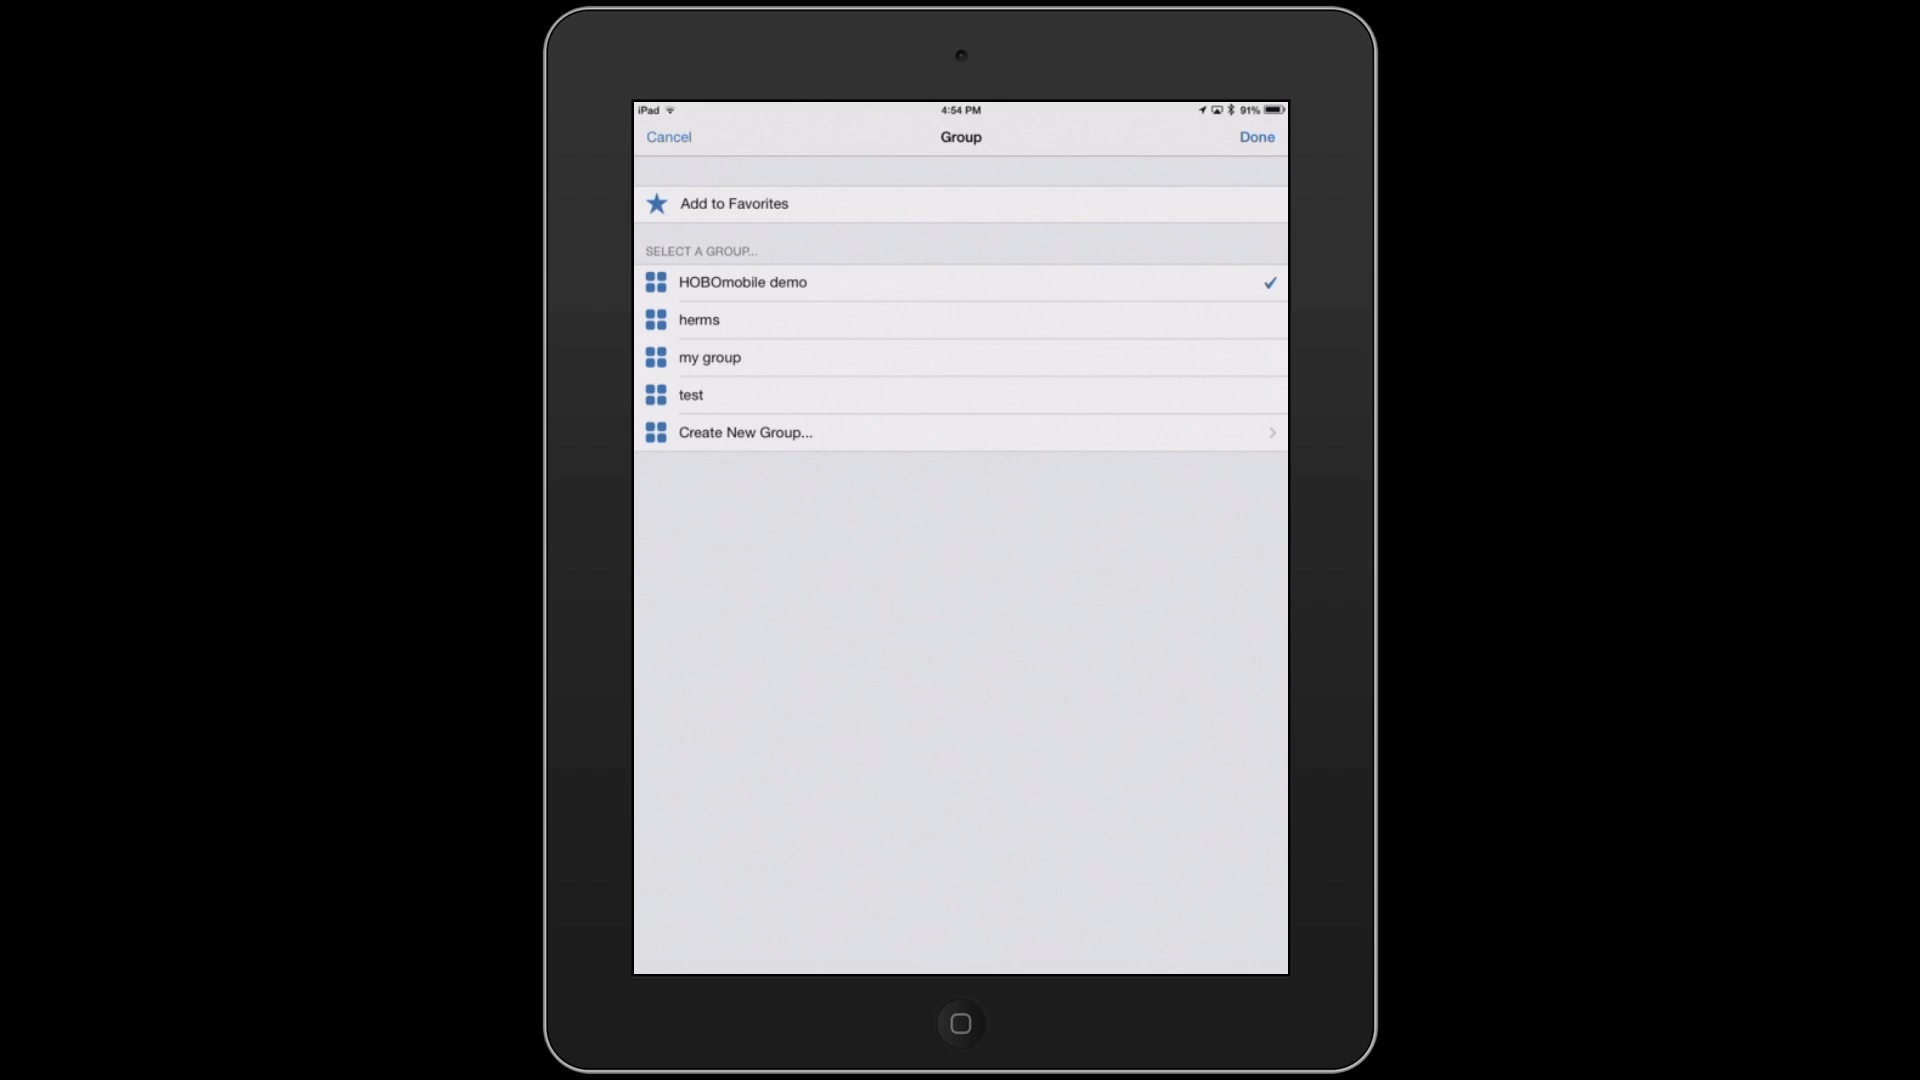 iPad 4:54 PM 91%
Cancel Group Done
Add to Favorites
SELECT A GROUP...
HOBOmobile demo
herms
my group
test
Create New Group...